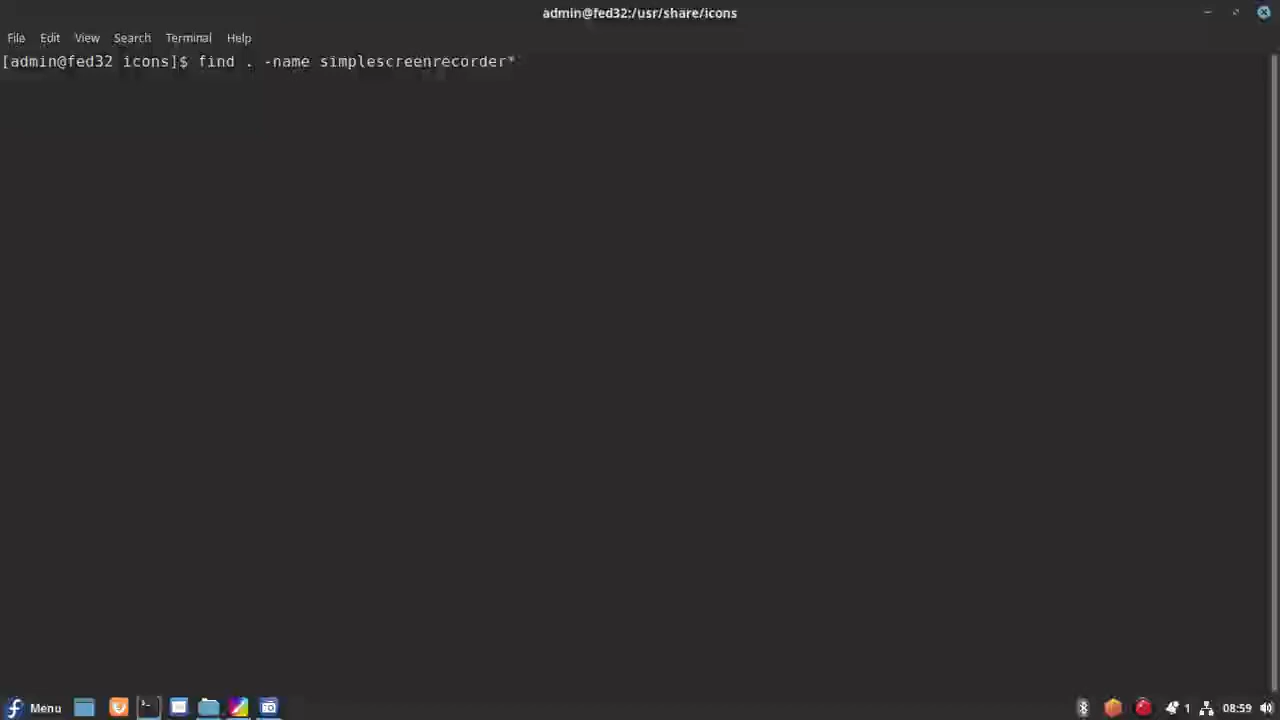 admin@fed32:/usr/share/icons
File Edit View Search Terminal Help
[admin@fed32 icons]$ find . -name simplescreenrecorder*
Menu 1 08:59